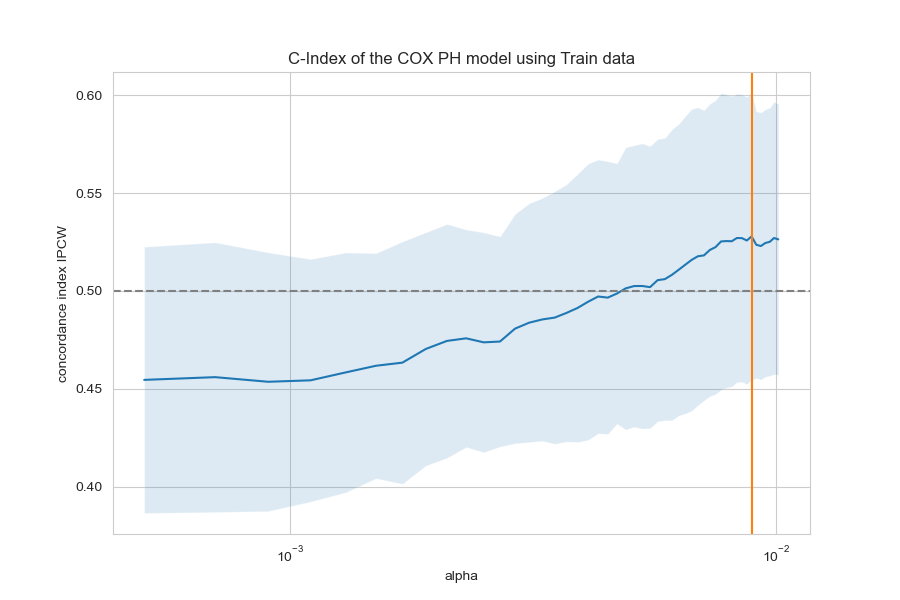 C-Index of the COX PH model using Train data
concordance index IPCW
0.60
0.55
0.50
0.45
0.40
10⁻³
10⁻²
alpha